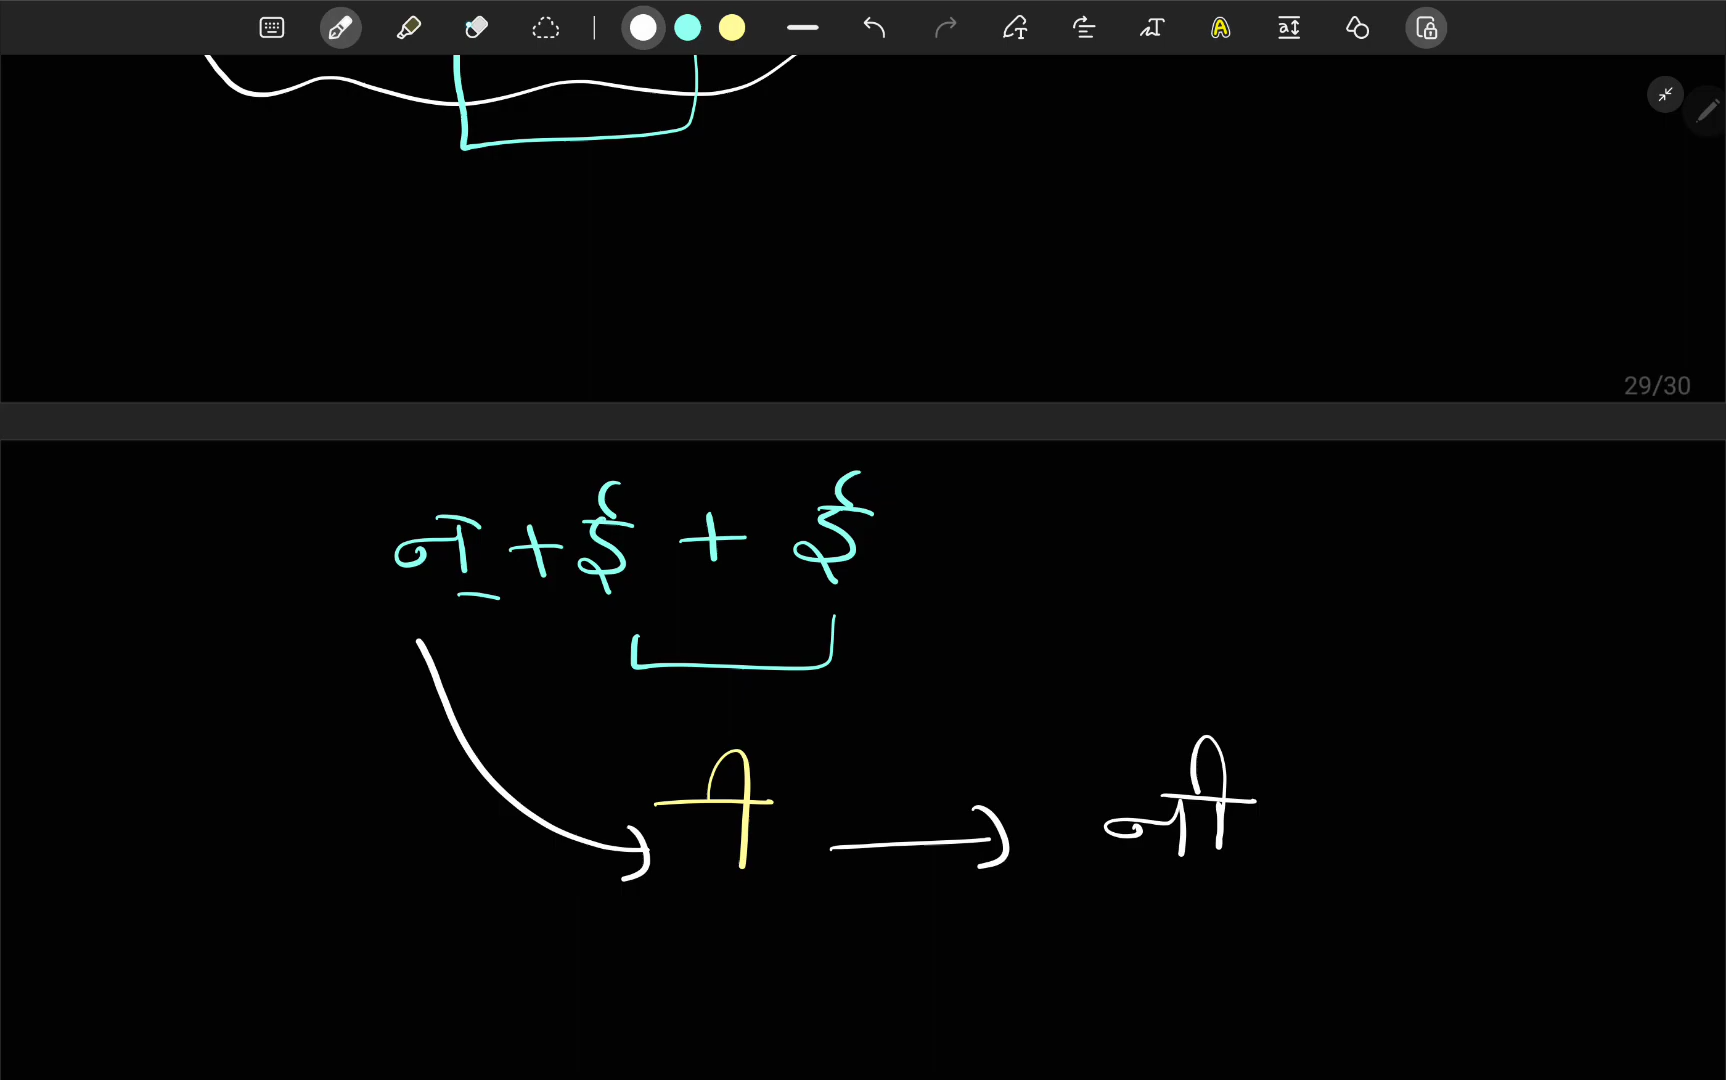 29/30
न् + ई + ई
ी → नी